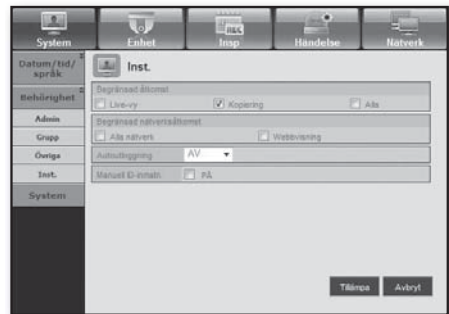 System Enhet Insp Händelse Nätverk
REC
Datum/tid/
språk
Behörighet
Admin
Grupp
Övriga
Inst.
System
Inst.
Begränsad åtkomst
Live-vy Kopiering Alla
Begränsad nätverksåtkomst
Alla nätverk Webbvisning
Autoutloggning AV
Manuell ID-inmatn. PÅ
Tillämpa Avbryt